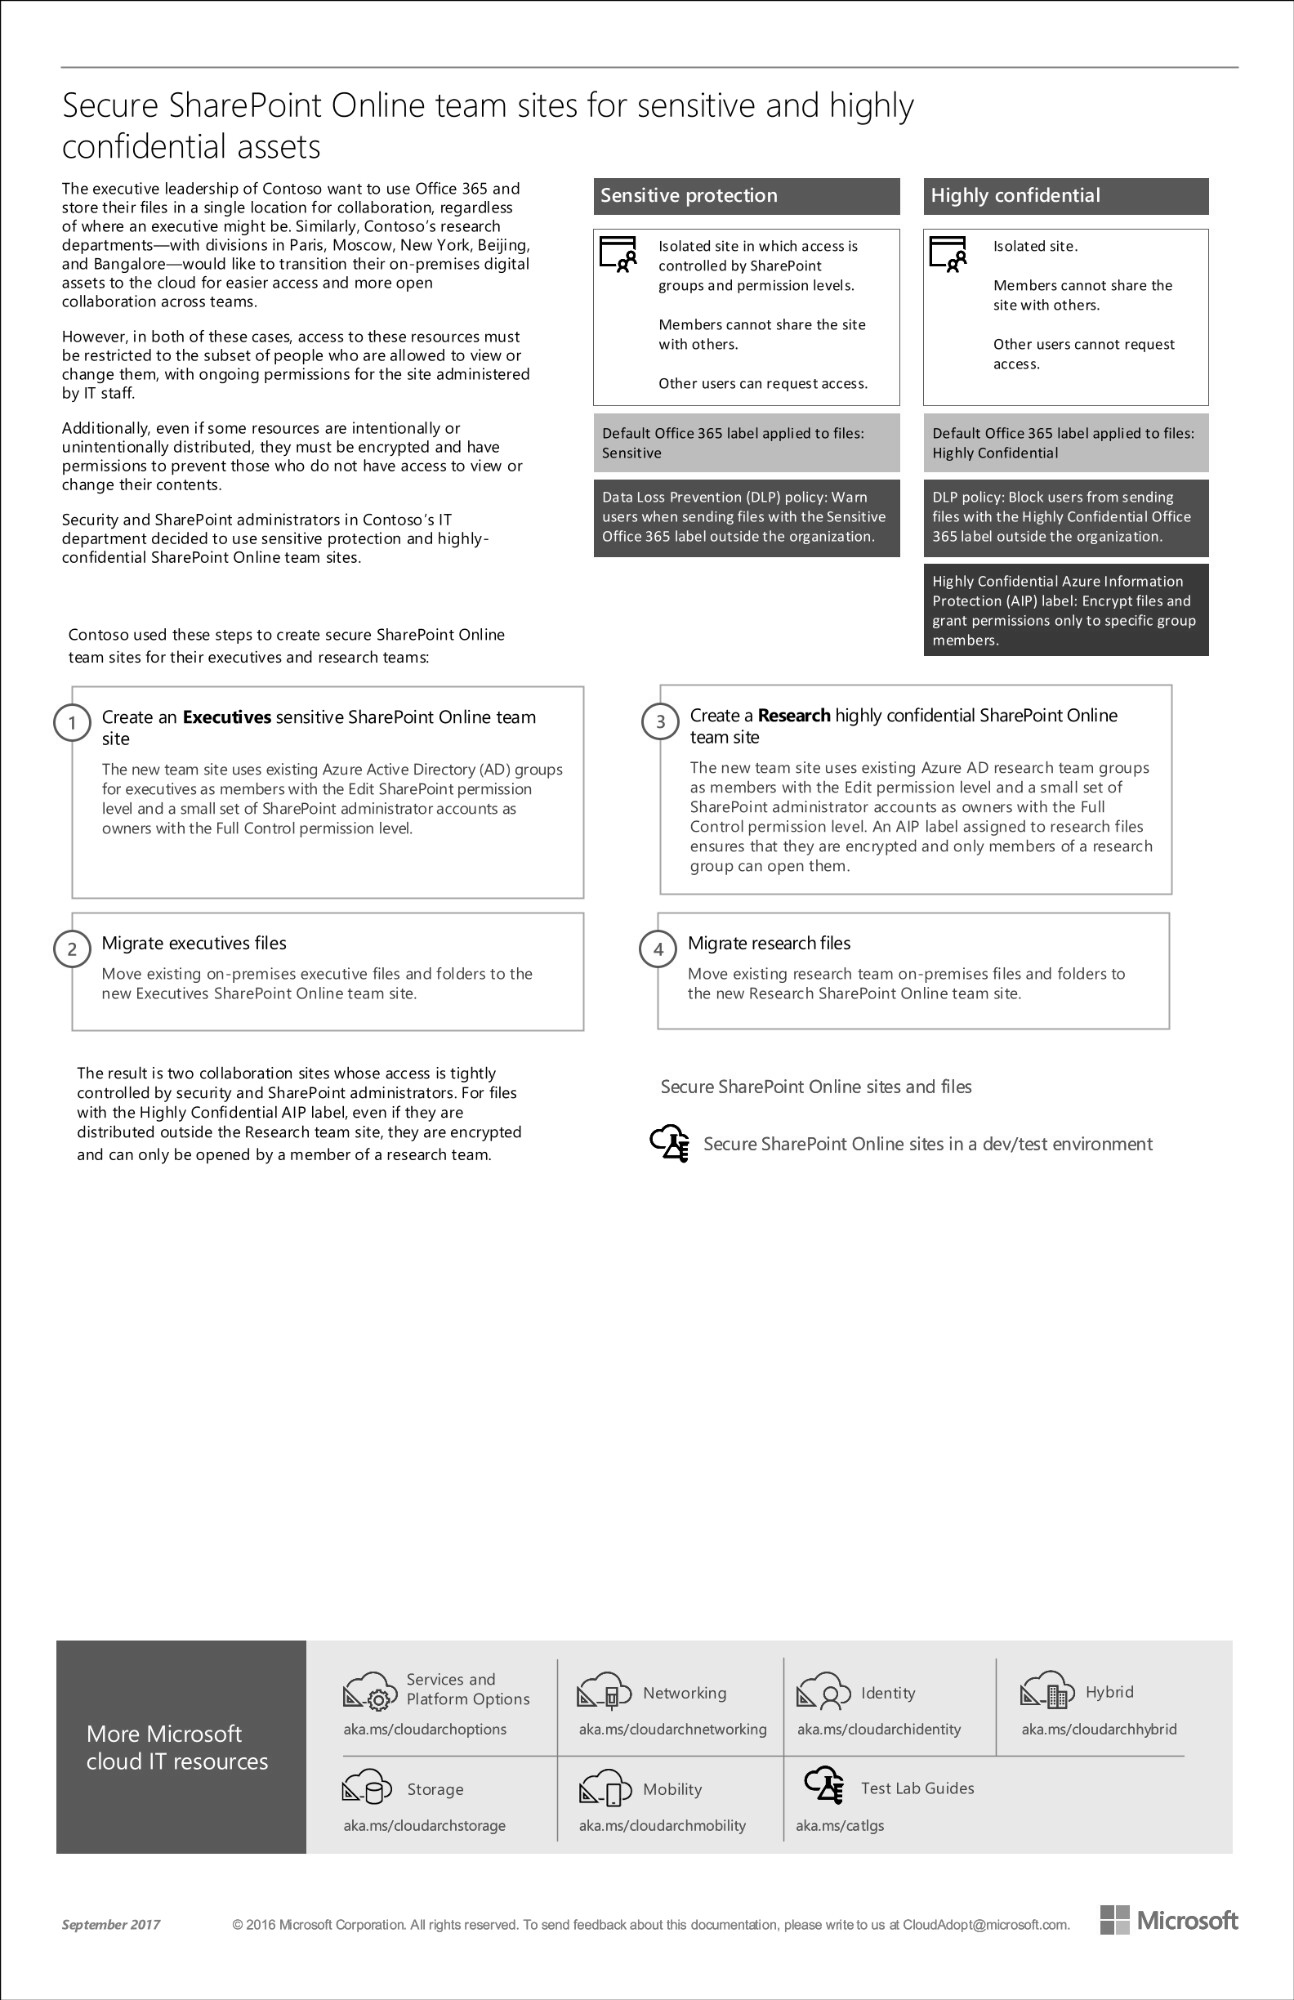 Secure SharePoint Online team sites for sensitive and highly
confidential assets
The executive leadership of Contoso want to use Office 365 and
store their files in a single location for collaboration, regardless
of where an executive might be. Similarly, Contoso's research
departments—with divisions in Paris, Moscow, New York, Beijing,
and Bangalore—would like to transition their on-premises digital
assets to the cloud for easier access and more open
collaboration across teams.
However, in both of these cases, access to these resources must
be restricted to the subset of people who are allowed to view or
change them, with ongoing permissions for the site administered
by IT staff.
Additionally, even if some resources are intentionally or
unintentionally distributed, they must be encrypted and have
permissions to prevent those who do not have access to view or
change their contents.
Security and SharePoint administrators in Contoso's IT
department decided to use sensitive protection and highly-
confidential SharePoint Online team sites.
Sensitive protection
Isolated site in which access is
controlled by SharePoint
groups and permission levels.
Members cannot share the site
with others.
Other users can request access.
Default Office 365 label applied to files:
Sensitive
Data Loss Prevention (DLP) policy: Warn
users when sending files with the Sensitive
Office 365 label outside the organization.
Highly confidential
Isolated site.
Members cannot share the
site with others.
Other users cannot request
access.
Default Office 365 label applied to files:
Highly Confidential
DLP policy: Block users from sending
files with the Highly Confidential Office
365 label outside the organization.
Highly Confidential Azure Information
Protection (AIP) label: Encrypt files and
grant permissions only to specific group
members.
Contoso used these steps to create secure SharePoint Online
team sites for their executives and research teams:
1
Create an Executives sensitive SharePoint Online team
site
The new team site uses existing Azure Active Directory (AD) groups
for executives as members with the Edit SharePoint permission
level and a small set of SharePoint administrator accounts as
owners with the Full Control permission level.
2
Migrate executives files
Move existing on-premises executive files and folders to the
new Executives SharePoint Online team site.
3
Create a Research highly confidential SharePoint Online
team site
The new team site uses existing Azure AD research team groups
as members with the Edit permission level and a small set of
SharePoint administrator accounts as owners with the Full
Control permission level. An AIP label assigned to research files
ensures that they are encrypted and only members of a research
group can open them.
4
Migrate research files
Move existing research team on-premises files and folders to
the new Research SharePoint Online team site.
The result is two collaboration sites whose access is tightly
controlled by security and SharePoint administrators. For files
with the Highly Confidential AIP label, even if they are
distributed outside the Research team site, they are encrypted
and can only be opened by a member of a research team.
Secure SharePoint Online sites and files
Secure SharePoint Online sites in a dev/test environment
More Microsoft
cloud IT resources
Services and
Platform Options
aka.ms/cloudarchoptions
Networking
aka.ms/cloudarchnetworking
Identity
aka.ms/cloudarchidentity
Hybrid
aka.ms/cloudarchhybrid
Storage
aka.ms/cloudarchstorage
Mobility
aka.ms/cloudarchmobility
Test Lab Guides
aka.ms/catlgs
September 2017
© 2016 Microsoft Corporation. All rights reserved. To send feedback about this documentation, please write to us at CloudAdopt@microsoft.com.
Microsoft